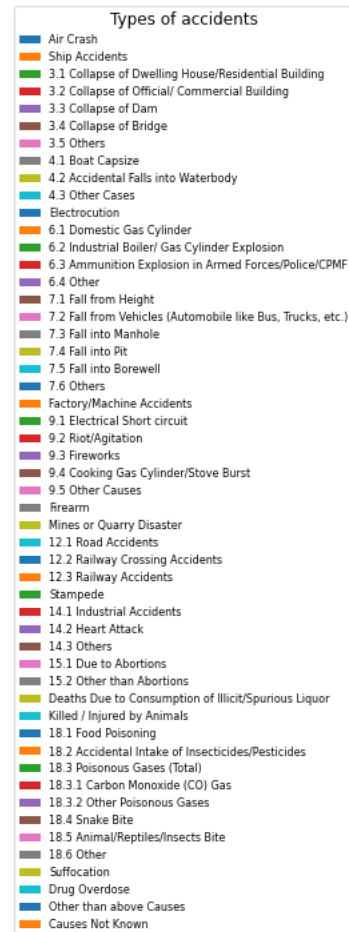 Types of accidents
Air Crash
Ship Accidents
3.1 Collapse of Dwelling House/Residential Building
3.2 Collapse of Official/ Commercial Building
3.3 Collapse of Dam
3.4 Collapse of Bridge
3.5 Others
4.1 Boat Capsize
4.2 Accidental Falls into Waterbody
4.3 Other Cases
Electrocution
6.1 Domestic Gas Cylinder
6.2 Industrial Boiler/ Gas Cylinder Explosion
6.3 Ammunition Explosion in Armed Forces/Police/CPMF
6.4 Other
7.1 Fall from Height
7.2 Fall from Vehicles (Automobile like Bus, Trucks, etc.)
7.3 Fall into Manhole
7.4 Fall into Pit
7.5 Fall into Borewell
7.6 Others
Factory/Machine Accidents
9.1 Electrical Short circuit
9.2 Riot/Agitation
9.3 Fireworks
9.4 Cooking Gas Cylinder/Stove Burst
9.5 Other Causes
Firearm
Mines or Quarry Disaster
12.1 Road Accidents
12.2 Railway Crossing Accidents
12.3 Railway Accidents
Stampede
14.1 Industrial Accidents
14.2 Heart Attack
14.3 Others
15.1 Due to Abortions
15.2 Other than Abortions
Deaths Due to Consumption of Illicit/Spurious Liquor
Killed / Injured by Animals
18.1 Food Poisoning
18.2 Accidental Intake of Insecticides/Pesticides
18.3 Poisonous Gases (Total)
18.3.1 Carbon Monoxide (CO) Gas
18.3.2 Other Poisonous Gases
18.4 Snake Bite
18.5 Animal/Reptiles/Insects Bite
18.6 Other
Suffocation
Drug Overdose
Other than above Causes
Causes Not Known